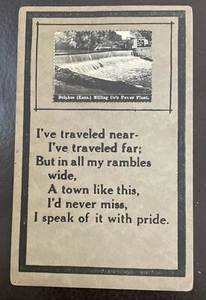 Delphos (Kans.) Milling Co's Power Plant.
I've traveled near-
I've traveled far;
But in all my rambles
wide,
A town like this,
I'd never miss,
I speak of it with pride.